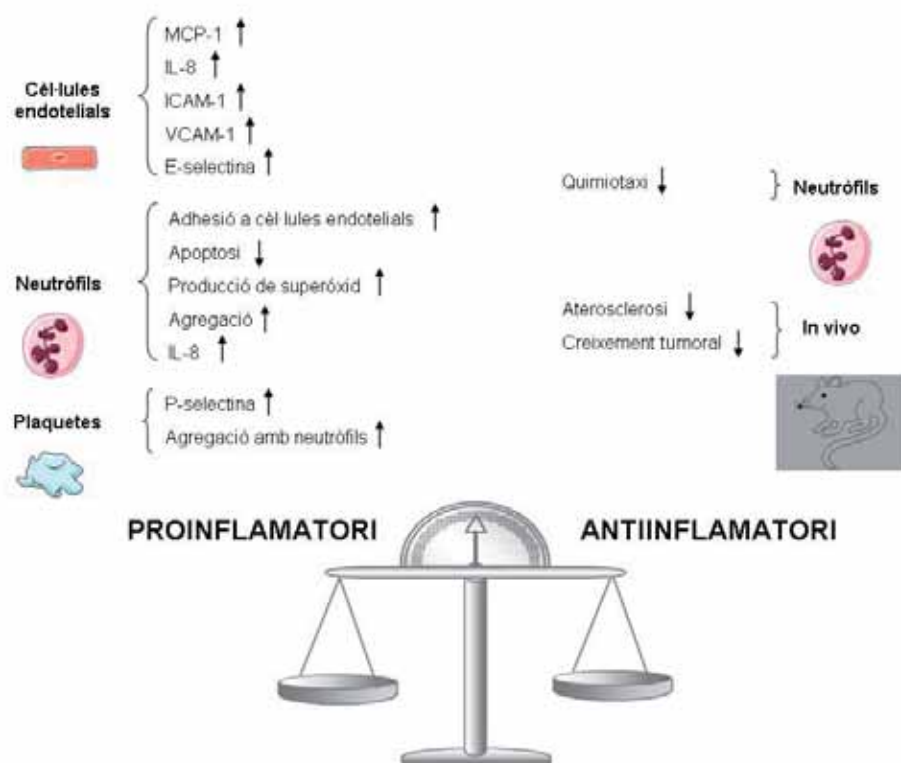 Cèl·lules
endotelials
MCP-1 ↑
IL-8 ↑
ICAM-1 ↑
VCAM-1 ↑
E-selectina ↑
Neutròfils
Adhesió a cèl·lules endotelials ↑
Apoptosi ↓
Producció de superòxid ↑
Agregació ↑
IL-8 ↑
Plaquetes
P-selectina ↑
Agregació amb neutròfils ↑
Quimiotaxi ↓
Neutròfils
Aterosclerosi ↓
Creixement tumoral ↓
In vivo
PROINFLAMATORI
ANTIINFLAMATORI